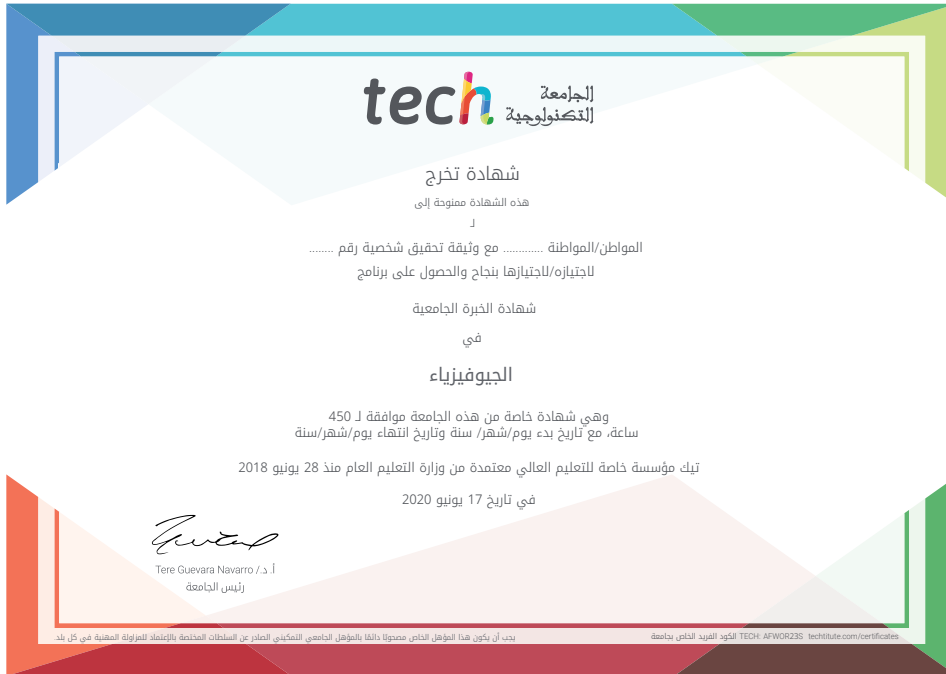 tech الجامعة
التكنولوجية
شهادة تخرج
هذه الشهادة ممنوحة إلى
لـ
المواطن/المواطنة ............ مع وثيقة تحقيق شخصية رقم ........
لاجتيازه/لاجتيازها بنجاح والحصول على برنامج
شهادة الخبرة الجامعية
في
الجيوفيزياء
وهي شهادة خاصة من هذه الجامعة موافقة لـ 450
ساعة، مع تاريخ بدء يوم/شهر/ سنة وتاريخ انتهاء يوم/شهر/سنة
تيك مؤسسة خاصة للتعليم العالي معتمدة من وزارة التعليم العام منذ 28 يونيو 2018
في تاريخ 17 يونيو 2020
أ. د./ Tere Guevara Navarro
رئيس الجامعة
يجب أن يكون هذا المؤهل الخاص مصحوبًا دائمًا بالمؤهل الجامعي التمكيني الصادر عن السلطات المختصة بالإعتماد للمزاولة المهنية في كل بلد.
الكود الفريد الخاص بجامعة TECH: AFWOR23S techtitute.com/certificates